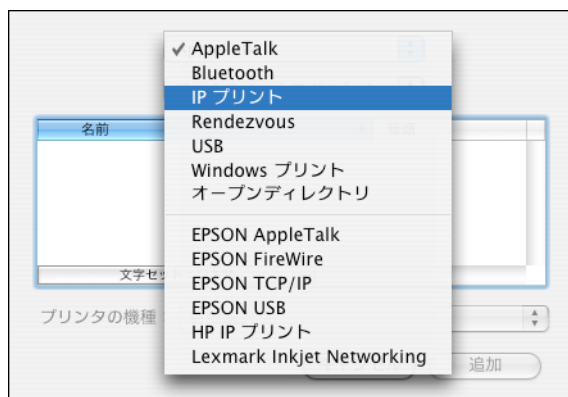 ✓ AppleTalk
Bluetooth
IP プリント
Rendezvous
USB
Windows プリント
オープンディレクトリ
EPSON AppleTalk
EPSON FireWire
EPSON TCP/IP
EPSON USB
HP IP プリント
Lexmark Inkjet Networking
名前
文字セッ
プリンタの機種
追加